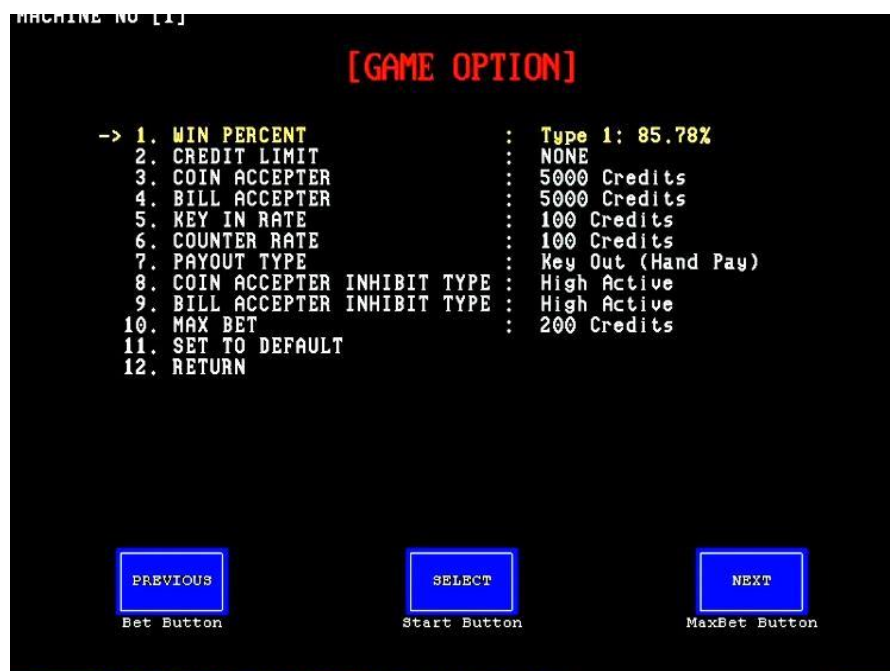 MACHINE NO [1]
[GAME OPTION]
-> 1. WIN PERCENT : Type 1: 85.78%
2. CREDIT LIMIT : NONE
3. COIN ACCEPTER : 5000 Credits
4. BILL ACCEPTER : 5000 Credits
5. KEY IN RATE : 100 Credits
6. COUNTER RATE : 100 Credits
7. PAYOUT TYPE : Key Out (Hand Pay)
8. COIN ACCEPTER INHIBIT TYPE : High Active
9. BILL ACCEPTER INHIBIT TYPE : High Active
10. MAX BET : 200 Credits
11. SET TO DEFAULT
12. RETURN
PREVIOUS SELECT NEXT
Bet Button Start Button MaxBet Button